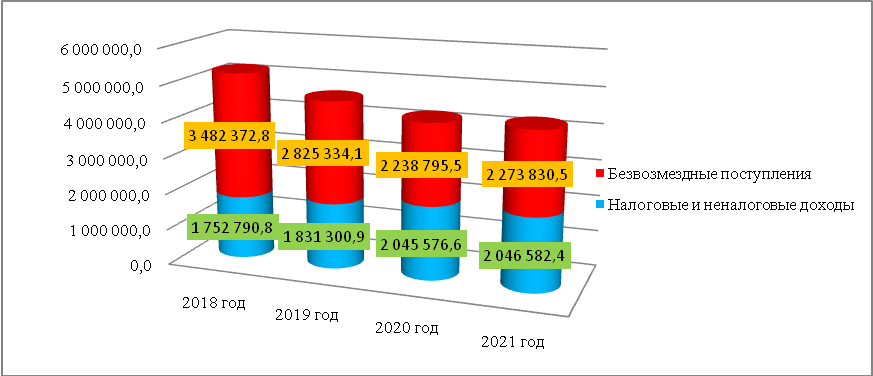 6 000 000,0
5 000 000,0
4 000 000,0
3 000 000,0
2 000 000,0
1 000 000,0
0,0
3 482 372,8
2 825 334,1
2 238 795,5
2 273 830,5
1 752 790,8
1 831 300,9
2 045 576,6
2 046 582,4
2018 год
2019 год
2020 год
2021 год
Безвозмездные поступления
Налоговые и неналоговые доходы